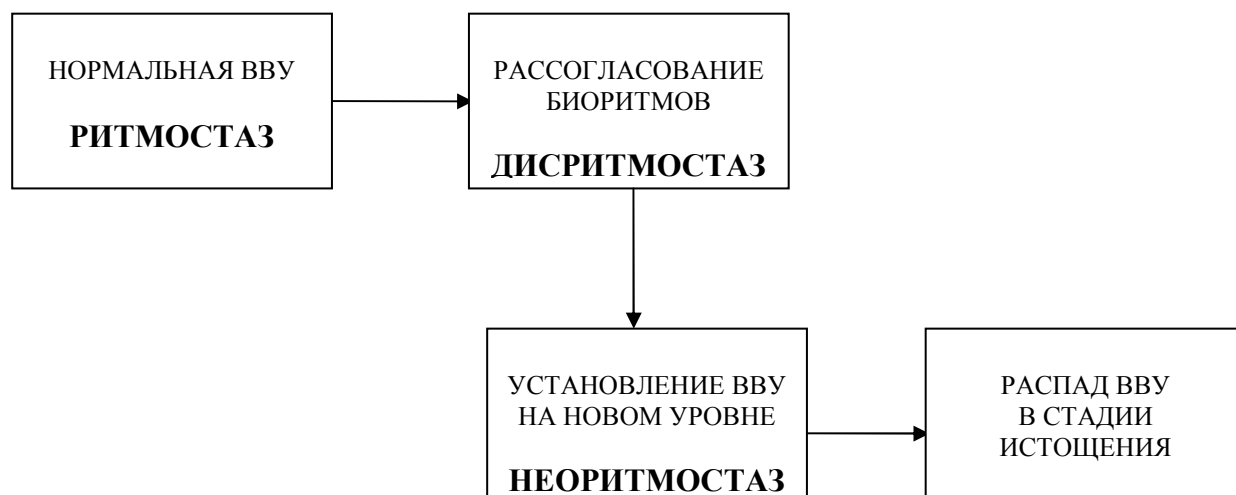 НОРМАЛЬНАЯ ВВУ
РИТМОСТАЗ
РАССОГЛАСОВАНИЕ
БИОРИТМОВ
ДИСРИТМОСТАЗ
УСТАНОВЛЕНИЕ ВВУ
НА НОВОМ УРОВНЕ
НЕОРИТМОСТАЗ
РАСПАД ВВУ
В СТАДИИ
ИСТОЩЕНИЯ